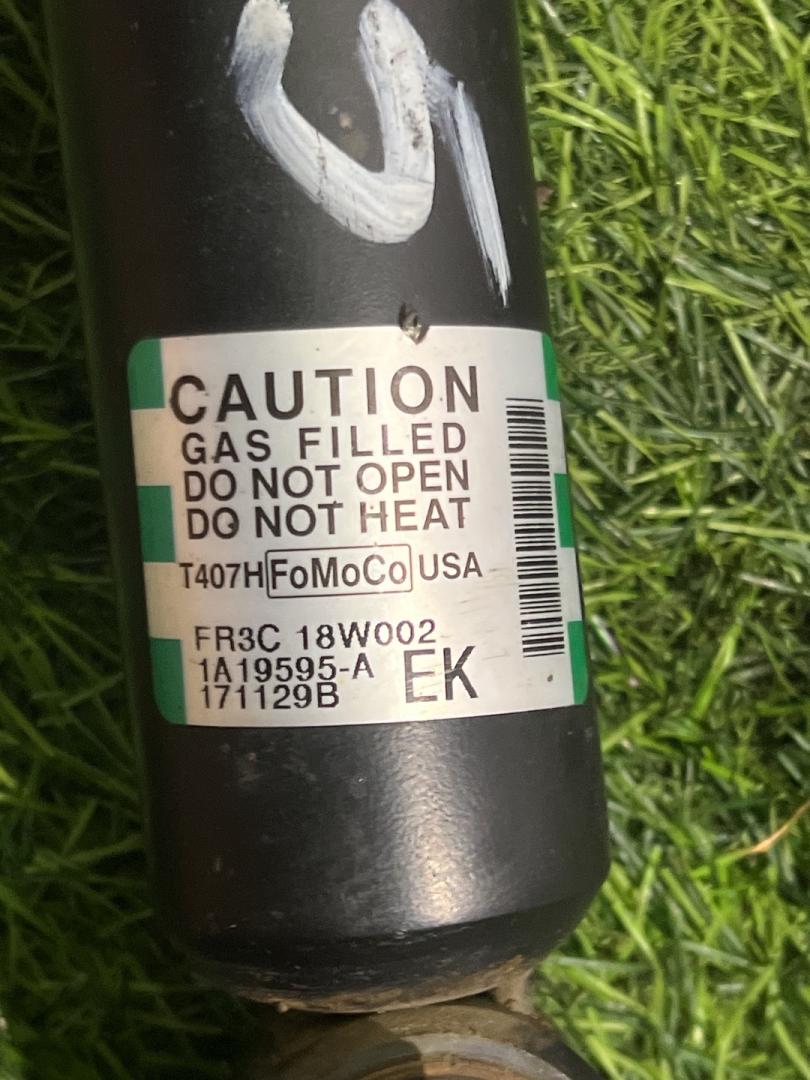 CAUTION
GAS FILLED
DO NOT OPEN
DO NOT HEAT
T407H FoMoCo USA
FR3C 18W002
1A19595-A EK
171129B